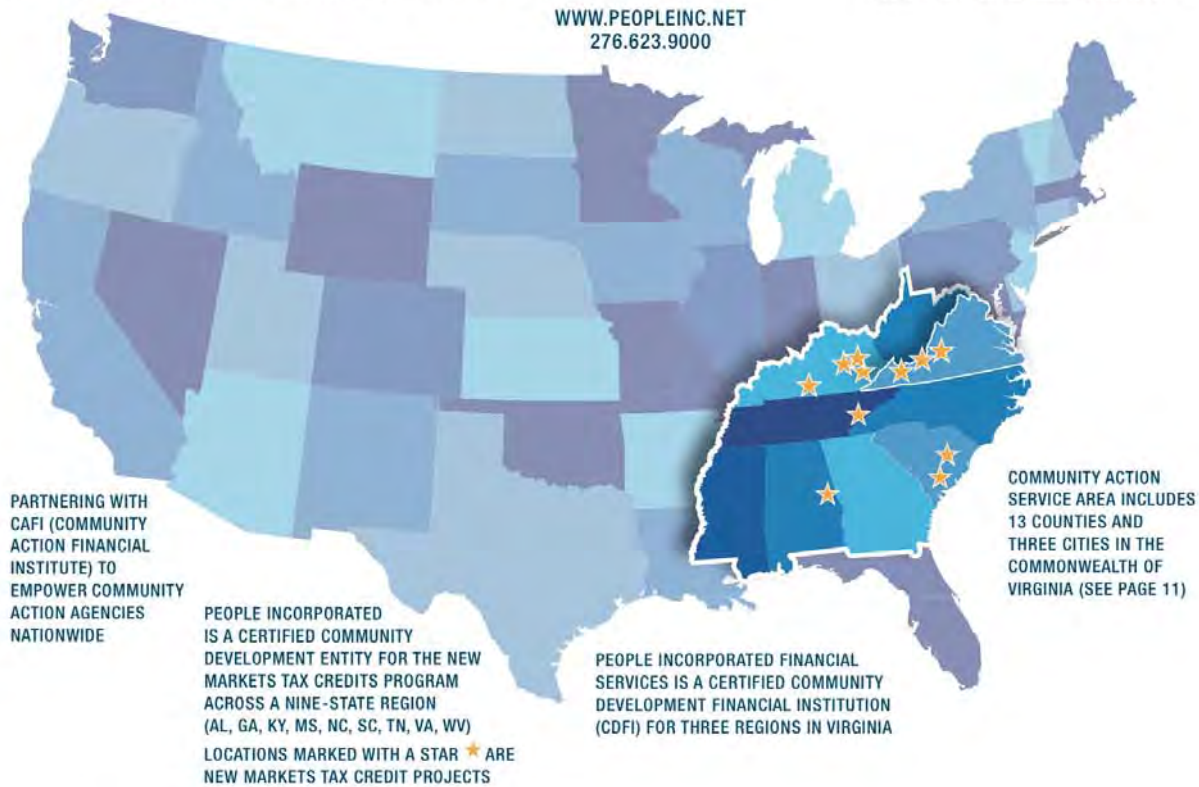 WWW.PEOPLEINC.NET
276.623.9000
PARTNERING WITH
CAFI (COMMUNITY
ACTION FINANCIAL
INSTITUTE) TO
EMPOWER COMMUNITY
ACTION AGENCIES
NATIONWIDE
PEOPLE INCORPORATED
IS A CERTIFIED COMMUNITY
DEVELOPMENT ENTITY FOR THE NEW
MARKETS TAX CREDITS PROGRAM
ACROSS A NINE-STATE REGION
(AL, GA, KY, MS, NC, SC, TN, VA, WV)
LOCATIONS MARKED WITH A STAR ★ ARE
NEW MARKETS TAX CREDIT PROJECTS
PEOPLE INCORPORATED FINANCIAL
SERVICES IS A CERTIFIED COMMUNITY
DEVELOPMENT FINANCIAL INSTITUTION
(CDFI) FOR THREE REGIONS IN VIRGINIA
COMMUNITY ACTION
SERVICE AREA INCLUDES
13 COUNTIES AND
THREE CITIES IN THE
COMMONWEALTH OF
VIRGINIA (SEE PAGE 11)